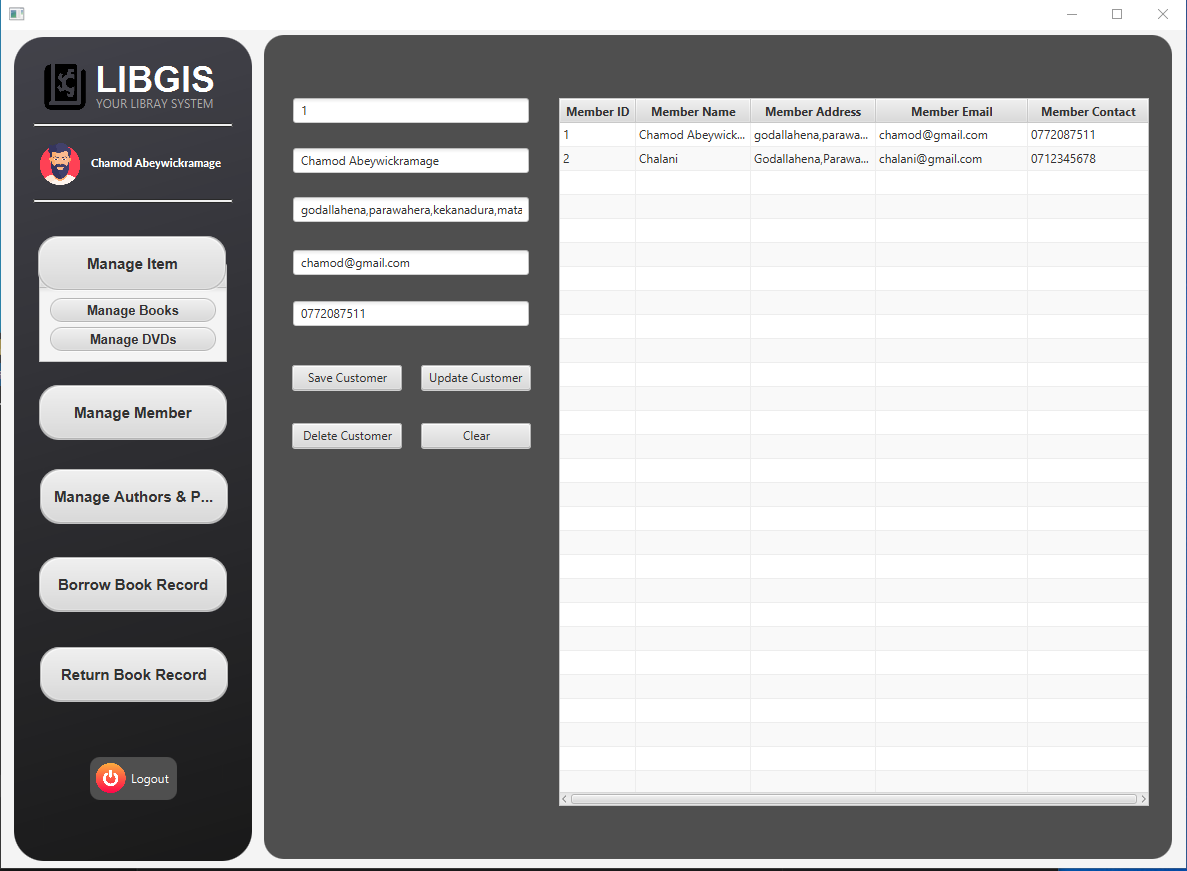 LIBGIS
YOUR LIBRAY SYSTEM
Chamod Abeywickramage
Manage Item
Manage Books
Manage DVDs
Manage Member
Manage Authors & P...
Borrow Book Record
Return Book Record
Logout
1
Chamod Abeywickramage
godallahena,parawahera,kekanadura,mata
chamod@gmail.com
0772087511
Save Customer Update Customer
Delete Customer Clear
Member ID Member Name Member Address Member Email Member Contact
1 Chamod Abeywick... godallahena,parawa... chamod@gmail.com 0772087511
2 Chalani Godallahena,Parawa... chalani@gmail.com 0712345678